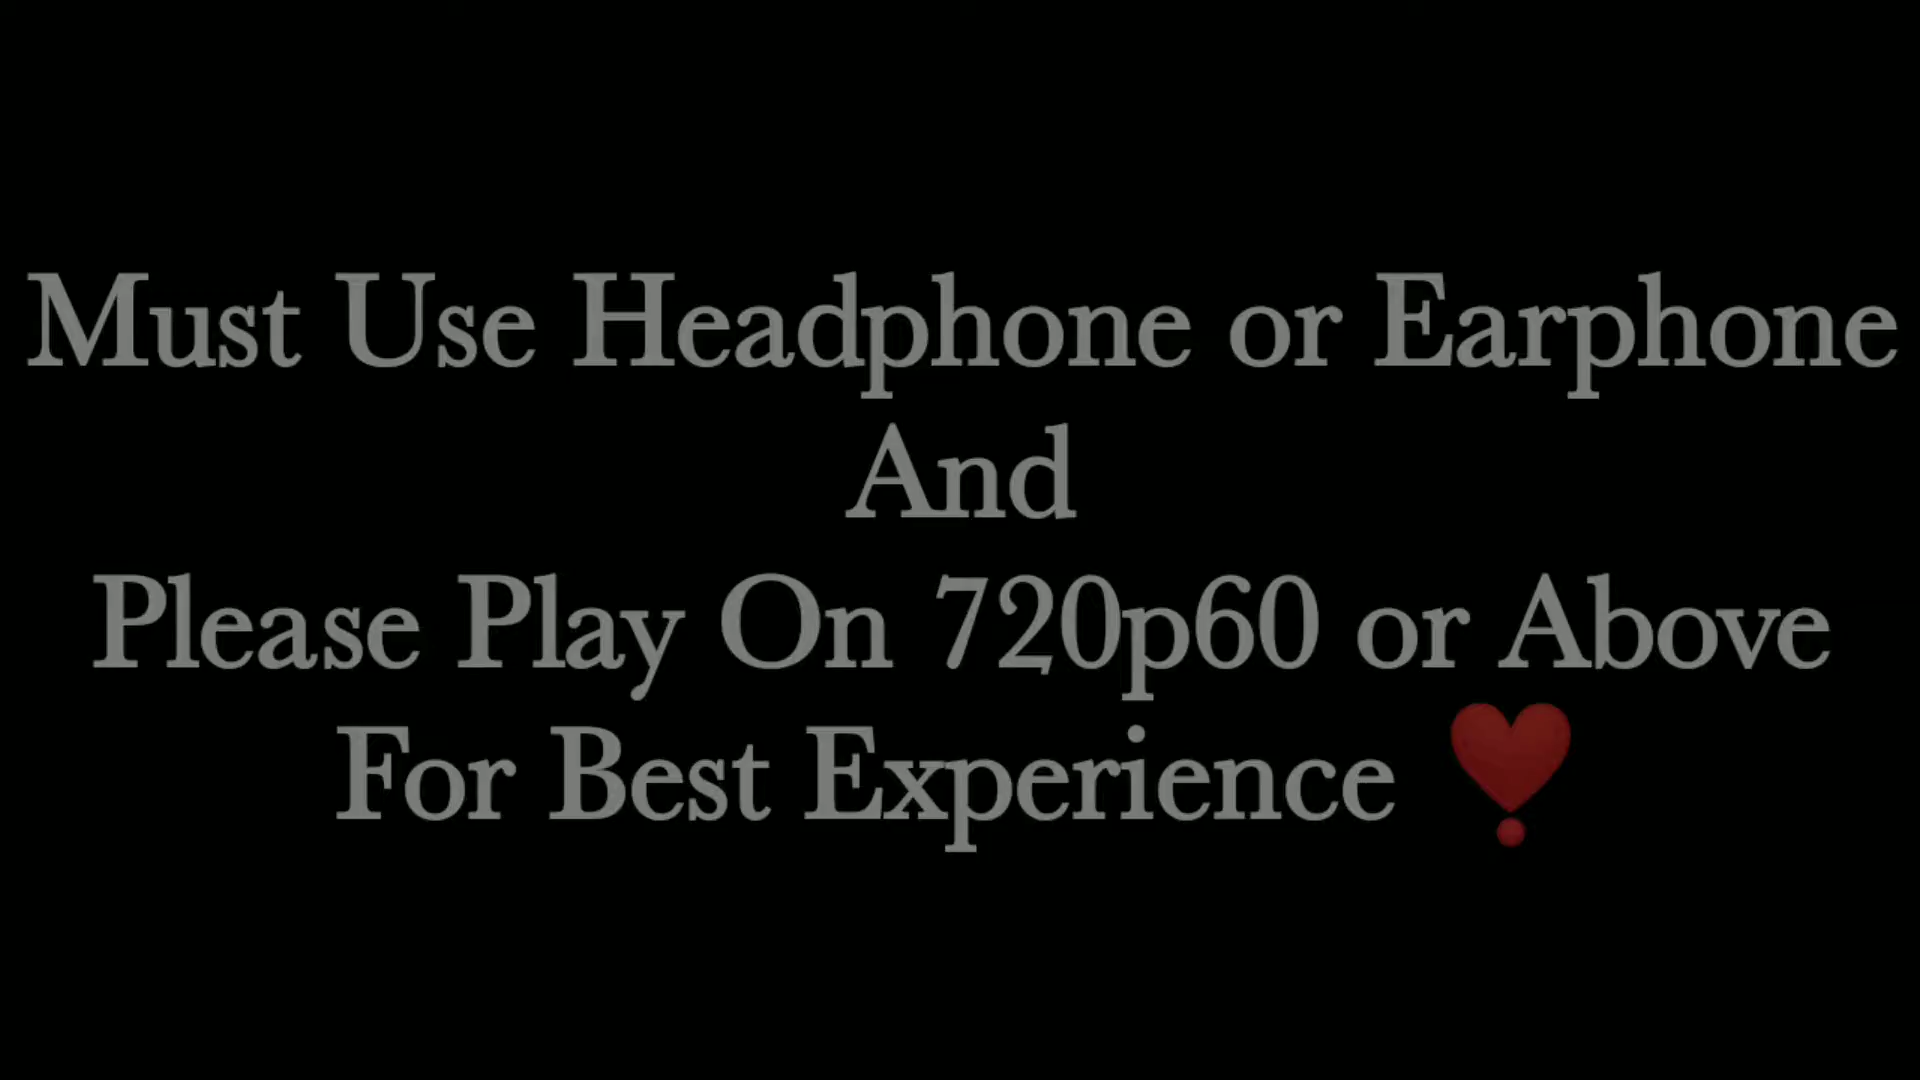 Must Use Headphone or Earphone
And
Please Play On 720p60 or Above
For Best Experience ❣️